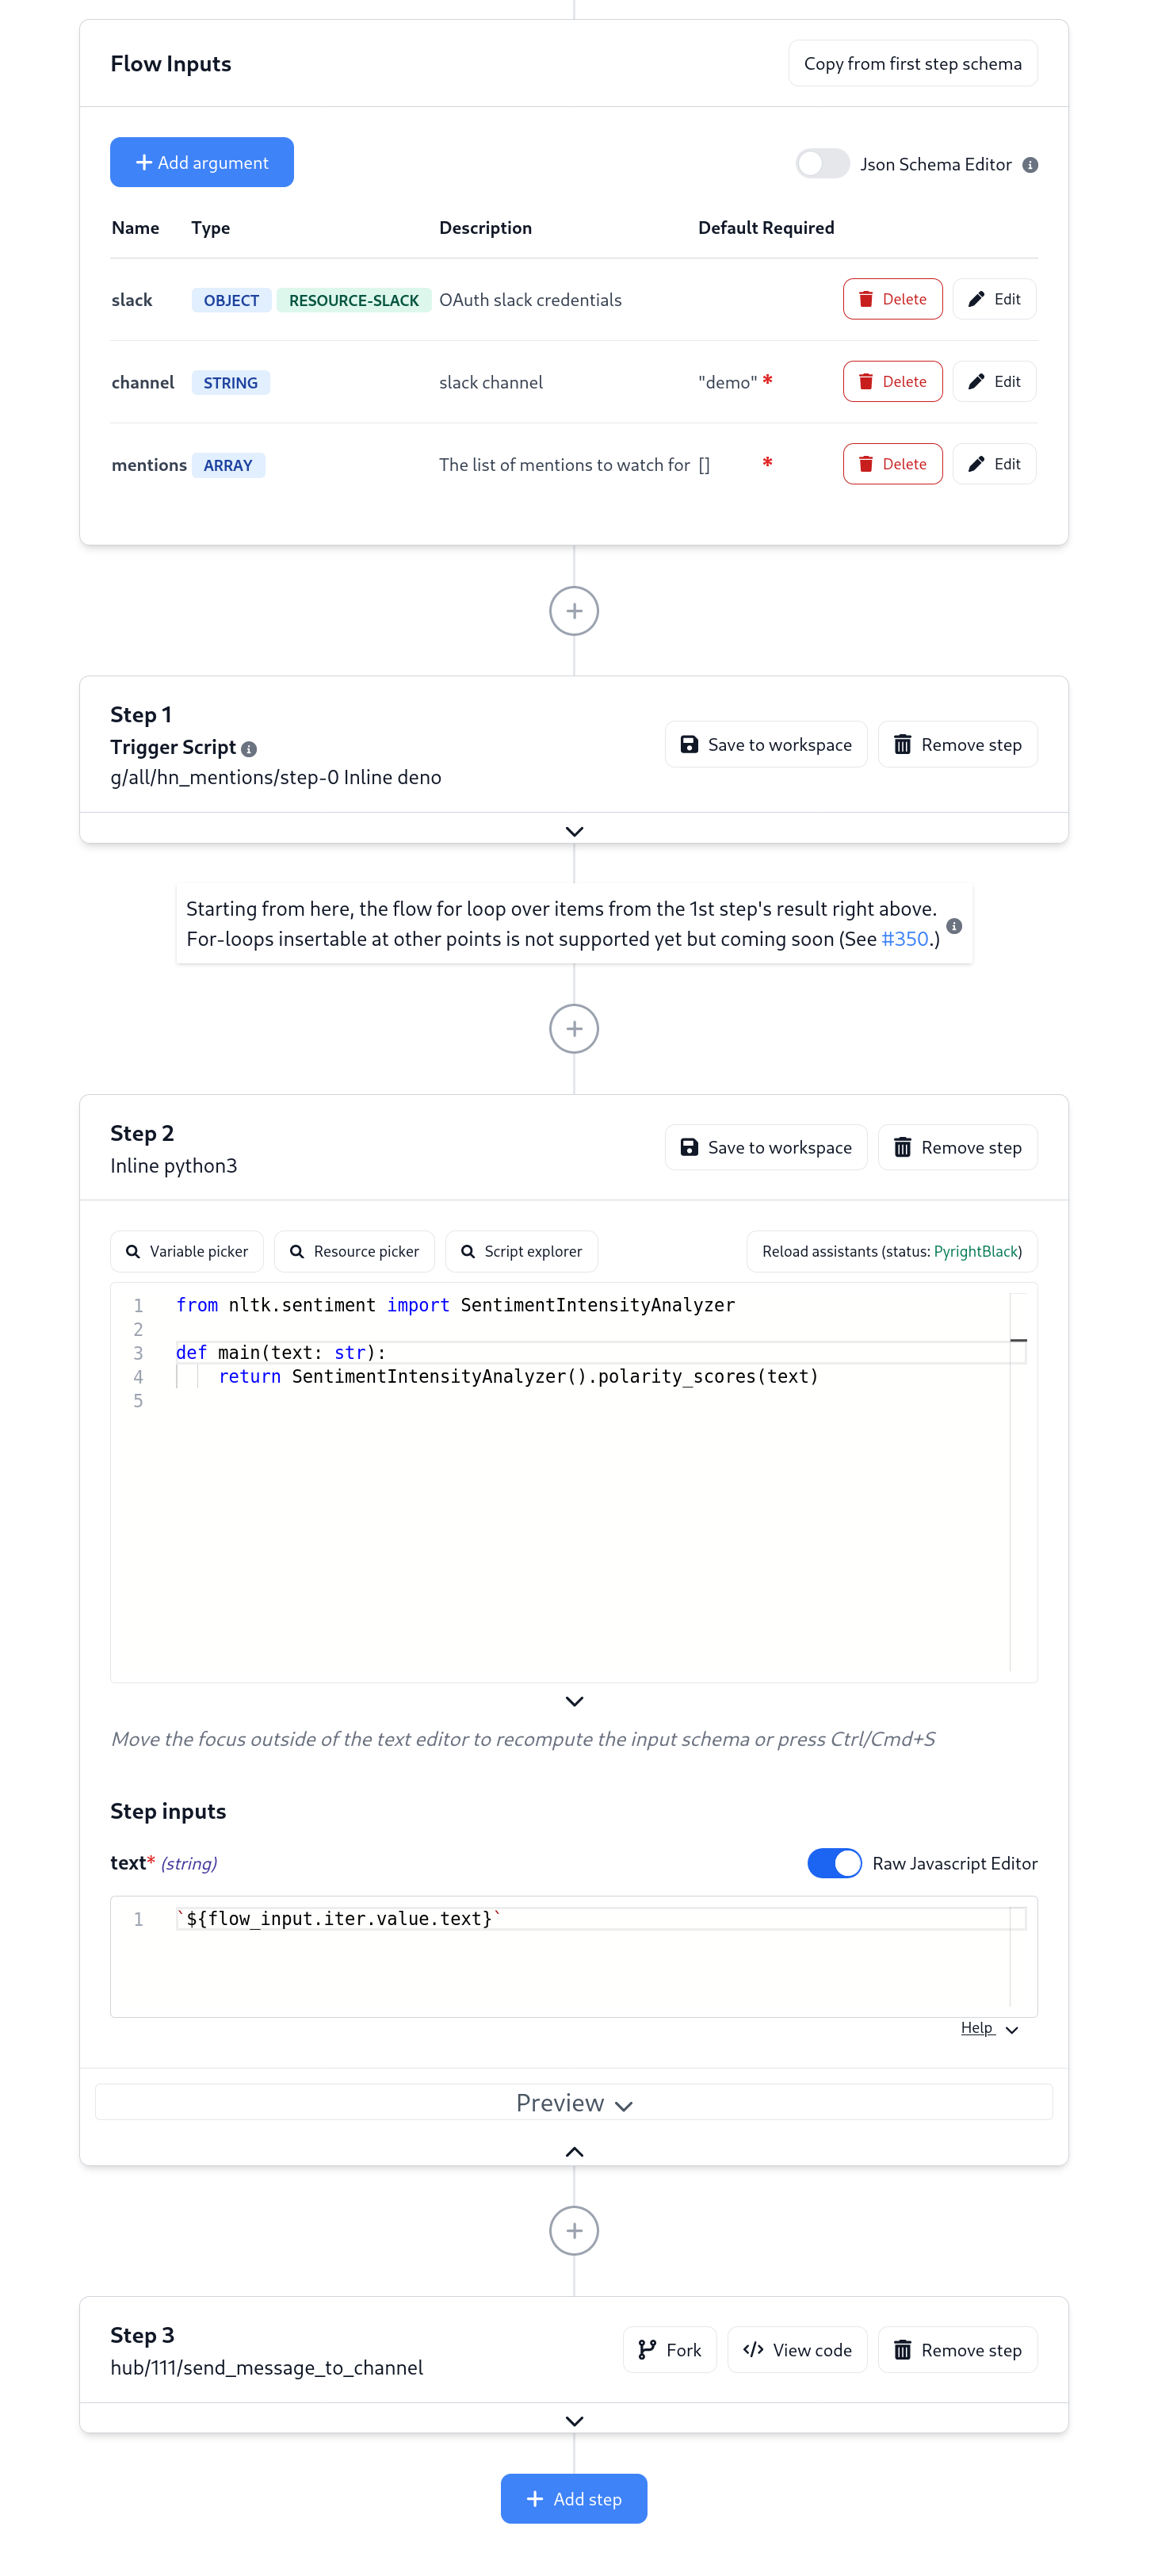 Flow Inputs
Copy from first step schema
+ Add argument
Json Schema Editor
Name Type Description Default Required
slack OBJECT RESOURCE-SLACK OAuth slack credentials Delete Edit
channel STRING slack channel "demo" * Delete Edit
mentions ARRAY The list of mentions to watch for [] * Delete Edit
Step 1
Trigger Script
g/all/hn_mentions/step-0 Inline deno
Save to workspace
Remove step
Starting from here, the flow for loop over items from the 1st step's result right above.
For-loops insertable at other points is not supported yet but coming soon (See #350.)
Step 2
Inline python3
Save to workspace
Remove step
Variable picker
Resource picker
Script explorer
Reload assistants (status: PyrightBlack)
1 from nltk.sentiment import SentimentIntensityAnalyzer
2
3 def main(text: str):
4 return SentimentIntensityAnalyzer().polarity_scores(text)
5
Move the focus outside of the text editor to recompute the input schema or press Ctrl/Cmd+S
Step inputs
text* (string)
Raw Javascript Editor
1 `${flow_input.iter.value.text}`
Help
Preview
Step 3
hub/111/send_message_to_channel
Fork
</> View code
Remove step
+ Add step